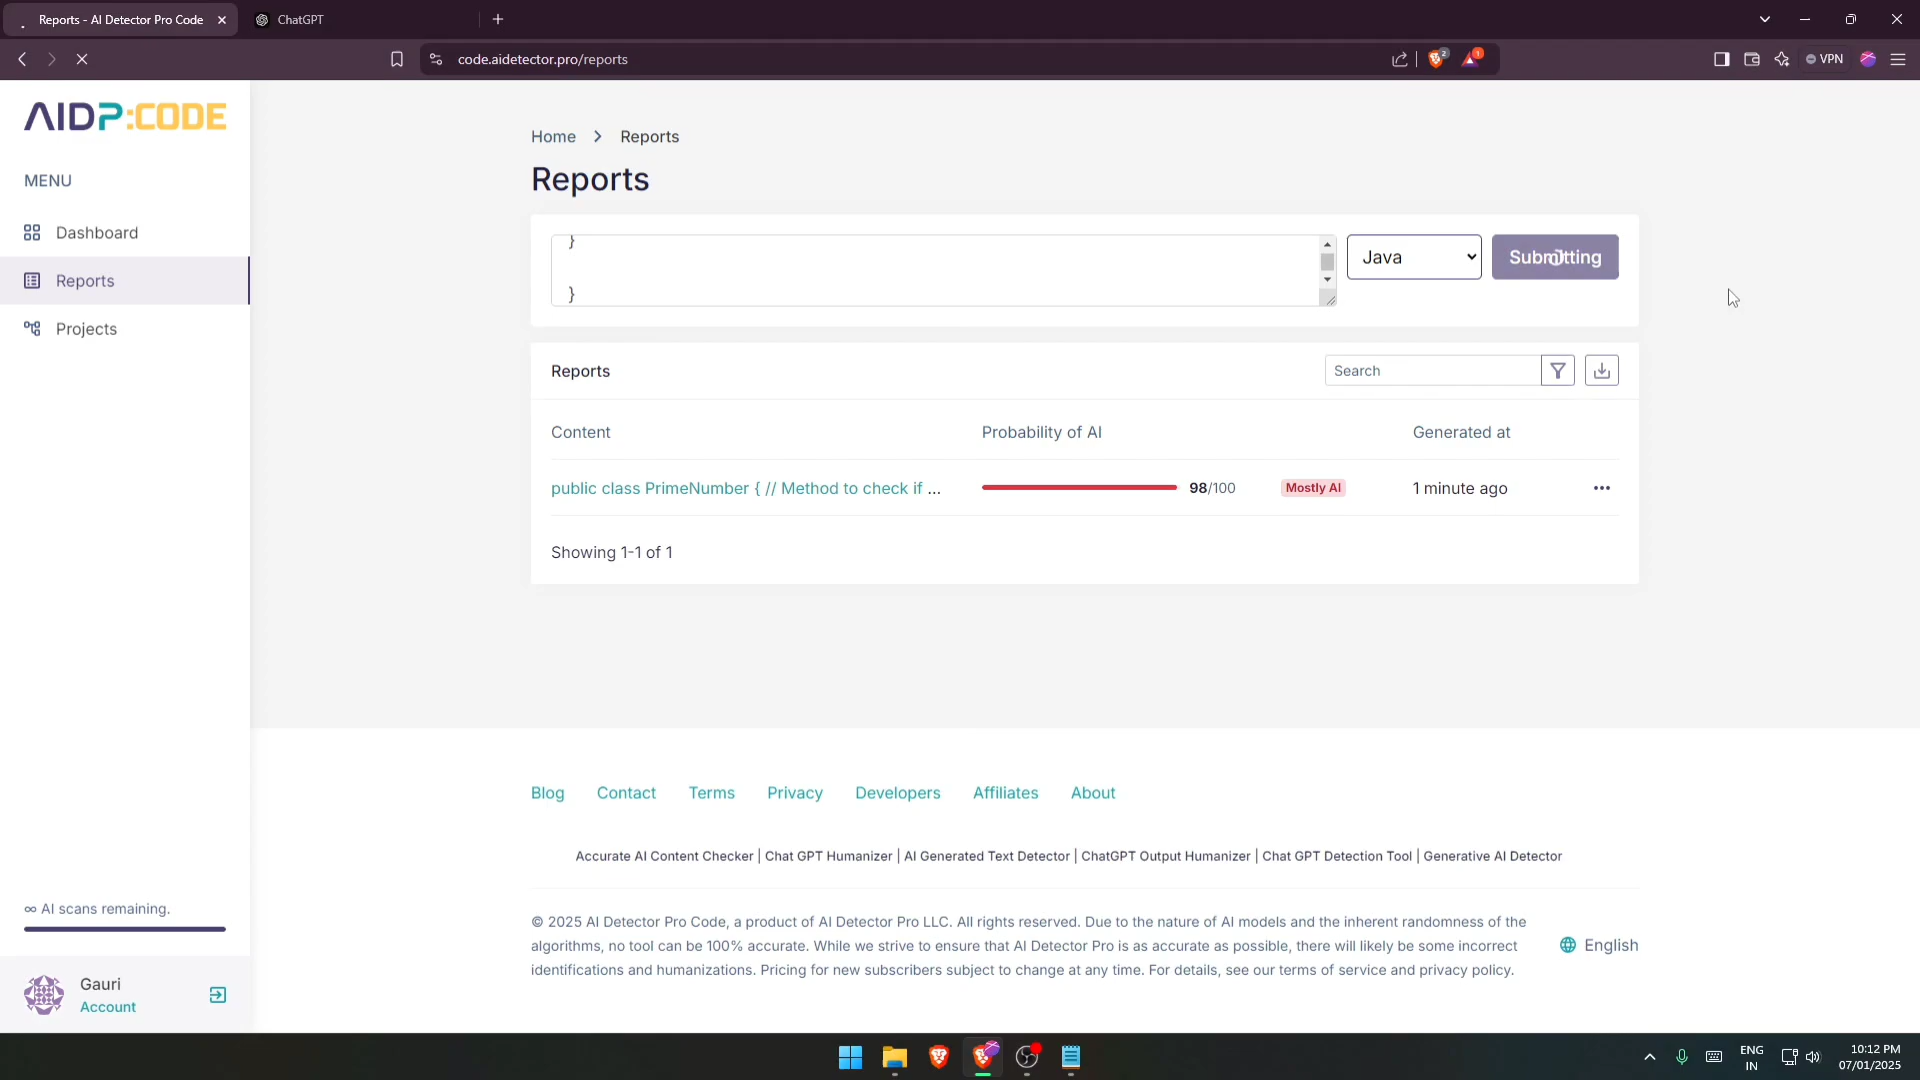 Reports - AI Detector Pro Code
ChatGPT
code.aidetector.pro/reports
2
1
VPN
AIDP:CODE
MENU
Dashboard
Reports
Projects
Home > Reports
Reports
}
}
Java
Submitting
Reports
Search
Content
Probability of AI
Generated at
public class PrimeNumber { // Method to check if ...
98/100
Mostly AI
1 minute ago
Showing 1-1 of 1
Blog
Contact
Terms
Privacy
Developers
Affiliates
About
Accurate AI Content Checker | Chat GPT Humanizer | AI Generated Text Detector | ChatGPT Output Humanizer | Chat GPT Detection Tool | Generative AI Detector
© 2025 AI Detector Pro Code, a product of AI Detector Pro LLC. All rights reserved. Due to the nature of AI models and the inherent randomness of the
algorithms, no tool can be 100% accurate. While we strive to ensure that AI Detector Pro is as accurate as possible, there will likely be some incorrect
identifications and humanizations. Pricing for new subscribers subject to change at any time. For details, see our terms of service and privacy policy.
English
∞ AI scans remaining.
Gauri
Account
ENG
IN
10:12 PM
07/01/2025